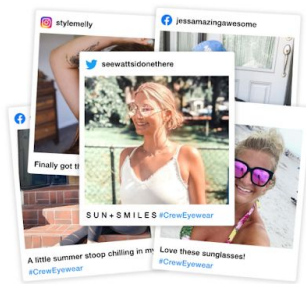 stylemelly
jessamazingawesome
seewattsidonethere
Finally got th
SUN+SMILES #CrewEyewear
A little summer stoop chilling in my
#CrewEyewear
Love these sunglasses!
#CrewEyewear